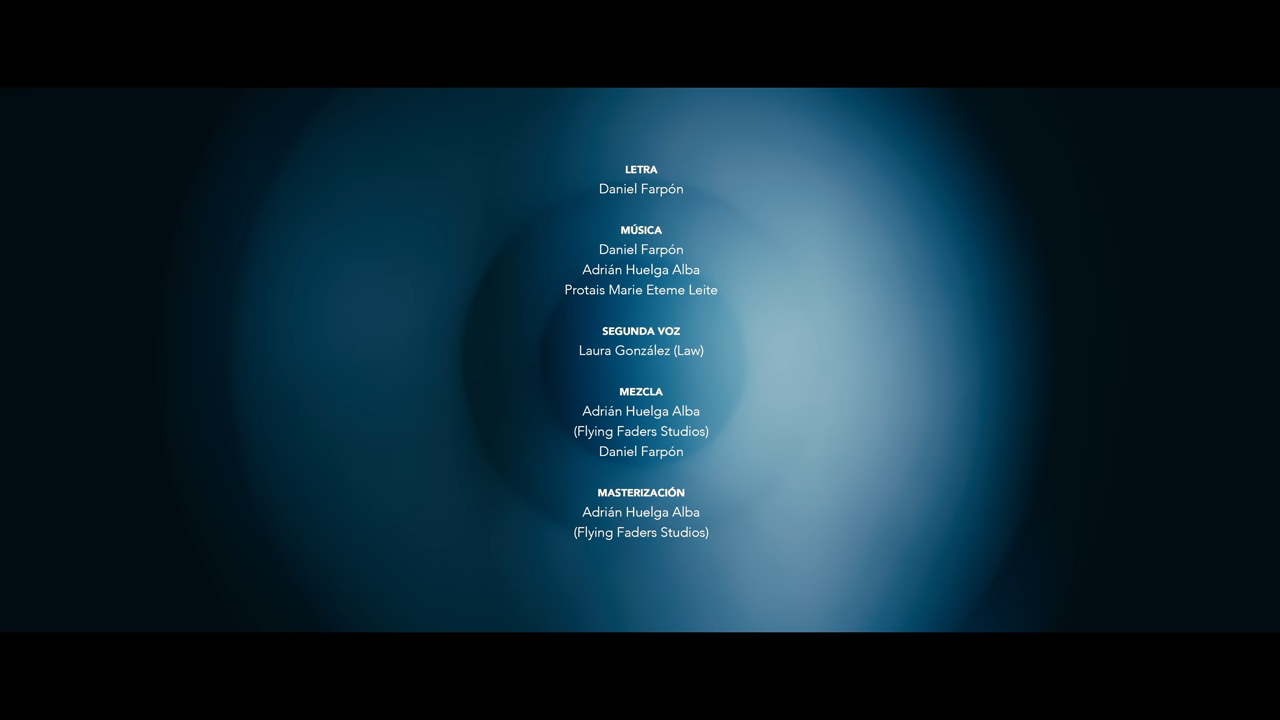 LETRA
Daniel Farpón
MÚSICA
Daniel Farpón
Adrián Huelga Alba
Protais Marie Eteme Leite
SEGUNDA VOZ
Laura González (Law)
MEZCLA
Adrián Huelga Alba
(Flying Faders Studios)
Daniel Farpón
MASTERIZACIÓN
Adrián Huelga Alba
(Flying Faders Studios)